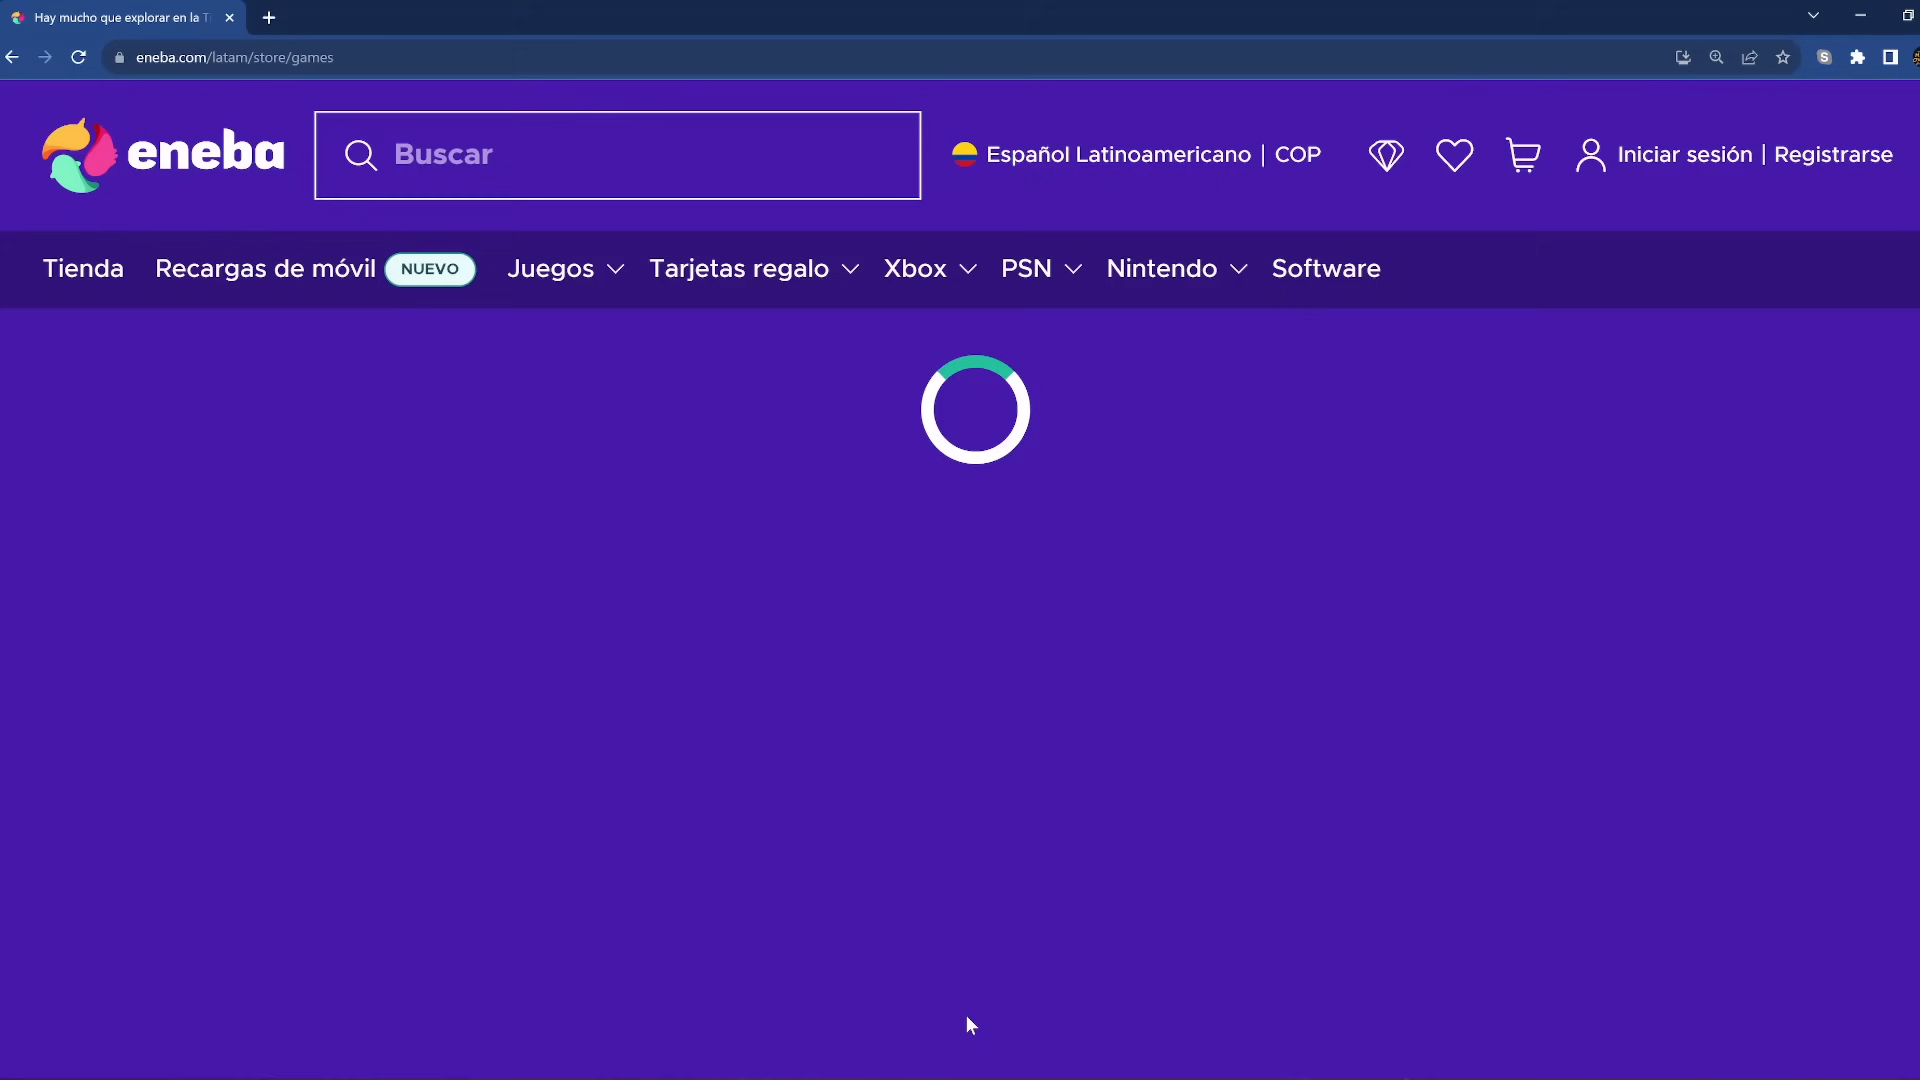 Hay mucho que explorar en la T
eneba.com/latam/store/games
S
eneba
Buscar
Español Latinoamericano | COP
Iniciar sesión | Registrarse
Tienda
Recargas de móvil
NUEVO
Juegos
Tarjetas regalo
Xbox
PSN
Nintendo
Software